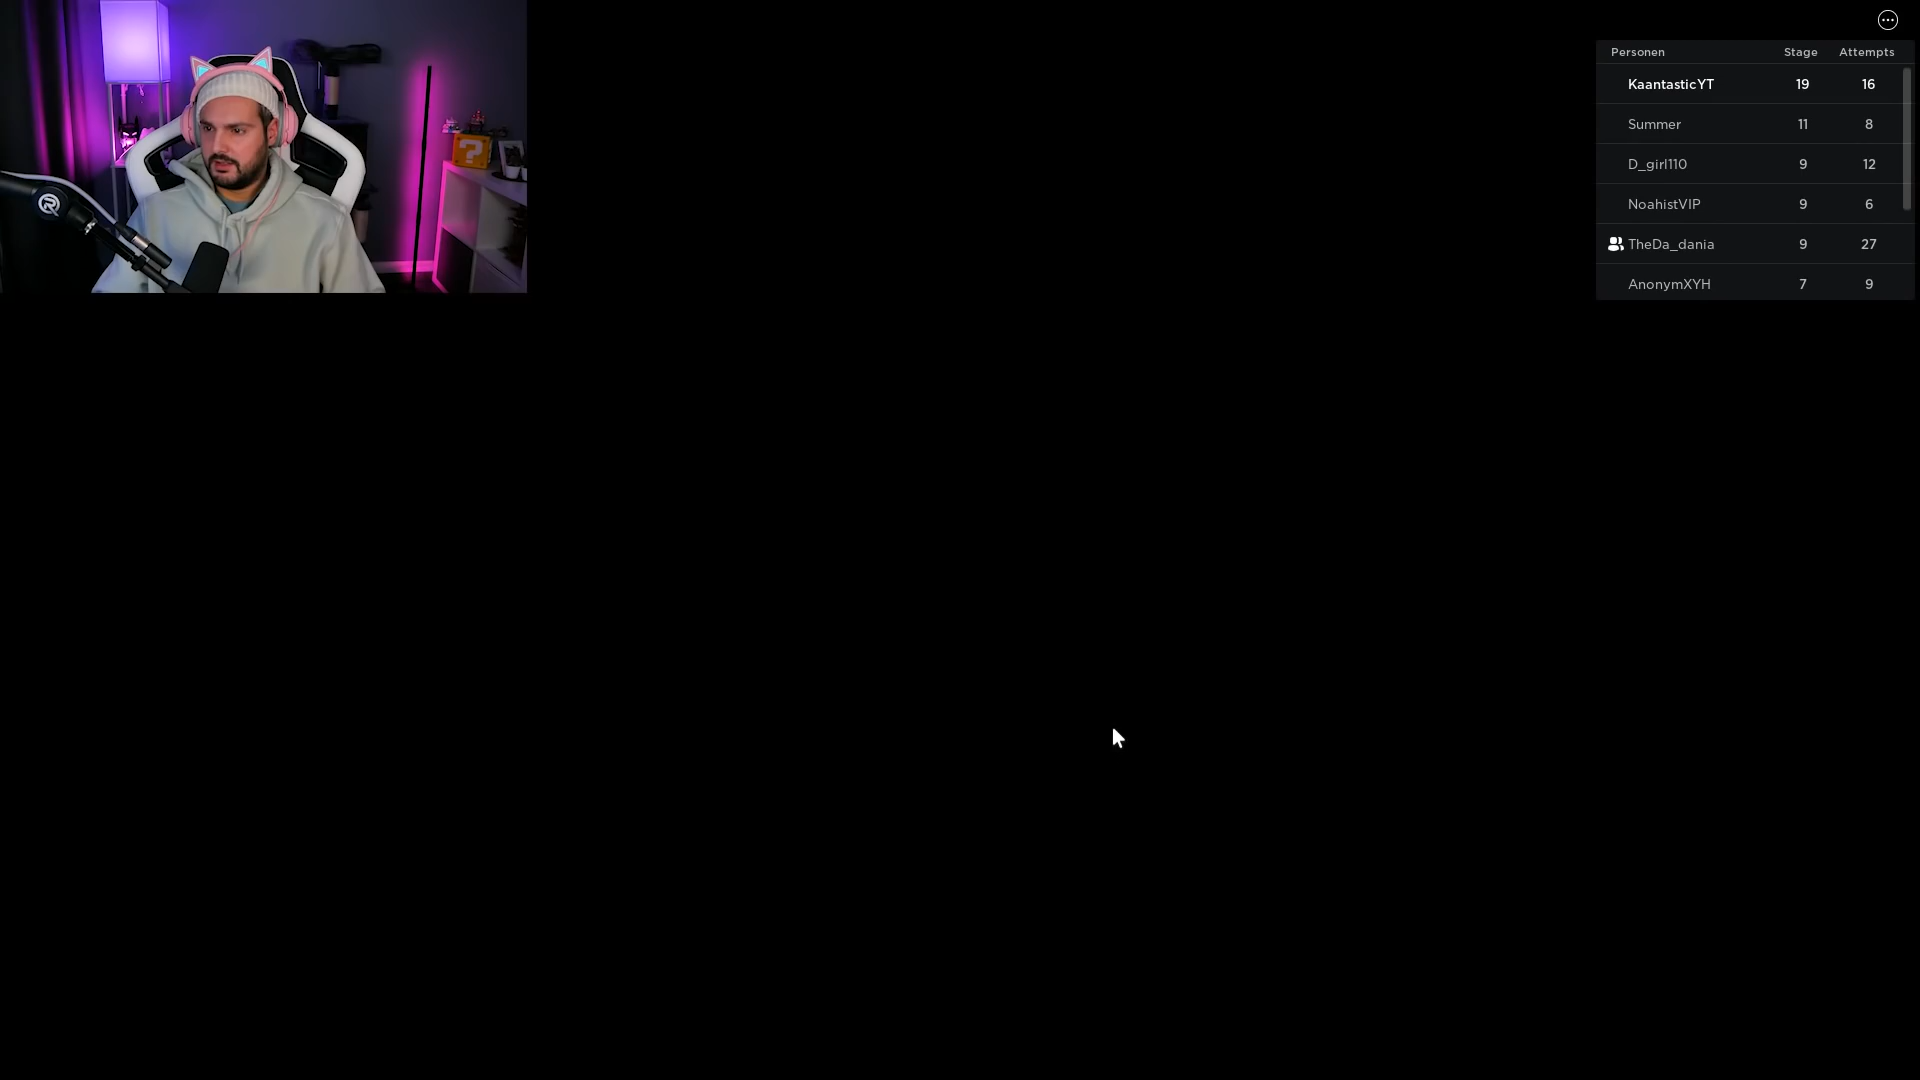 Personen Stage Attempts
KaantasticYT 19 16
Summer 11 8
D_girl110 9 12
NoahistVIP 9 6
TheDa_dania 9 27
AnonymXYH 7 9
?